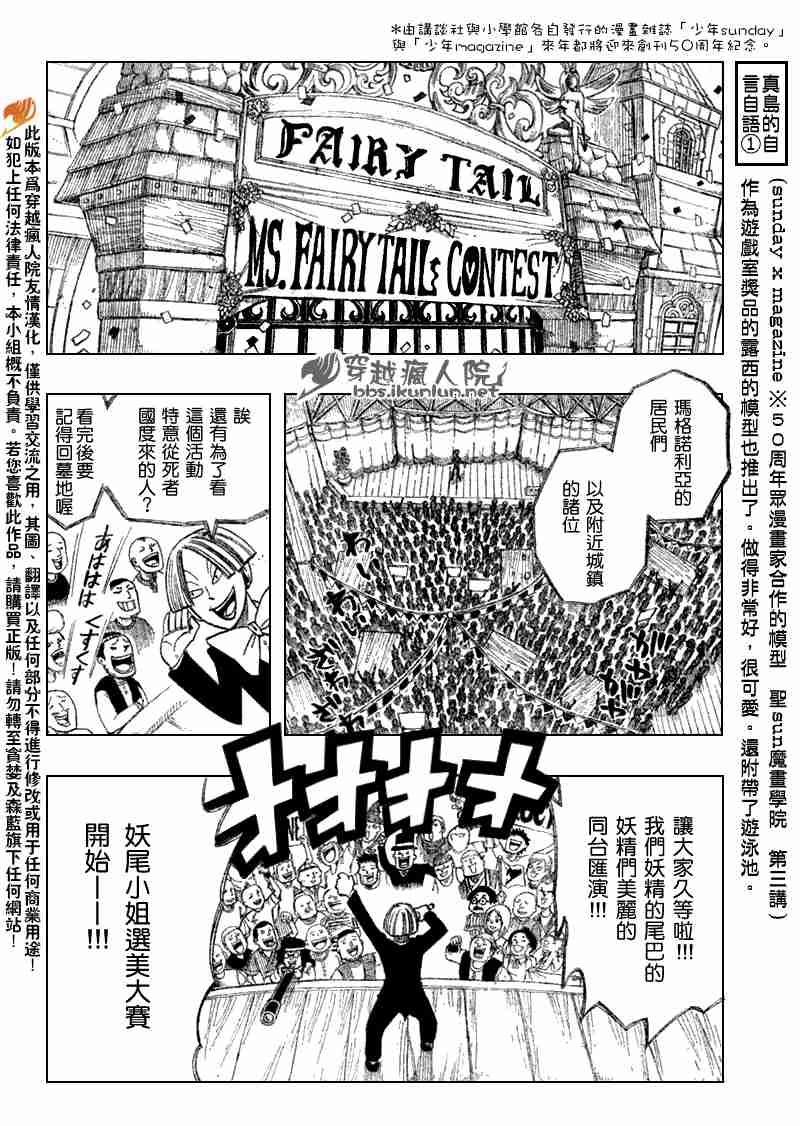 *由講談社與小學館各自發行的漫畫雜誌「少年sunday」
與「少年magazine」來年都將迎來創刊50周年紀念。
真島的自
言自語①
(sunday x magazine ※50周年眾漫畫家合作的模型 聖sun魔畫學院 第三講)
作為遊戲室獎品的露西的模型也推出了。做得非常好，很可愛。還附帶了遊泳池。
FAIRY TAIL
MS. FAIRY TAIL CONTEST
穿越瘋人院
bbs.ikunlun.net
瑪格諾利亞的
居民們
以及附近城鎮
的諸位
ガヤ
ガヤ
ざわ
ざわ
誒
還有為了看
這個活動
特意從死者
國度來的人?
看完後要
記得回墓地喔
あはははは
くすくす
オオオオオ
讓大家久等啦!!!
我們妖精的尾巴的
妖精們美麗的
同台匯演!!!
妖尾小姐選美大賽
開始——!!!
此版本爲穿越瘋人院友情漢化，僅供學習交流之用，其圖、翻譯以及任何部分不得進行修改或用于任何商業用途！
如犯上任何法律責任，本小組概不負責。若您喜歡此作品，請購買正版！請勿轉至貪婪及森藍旗下任何網站！